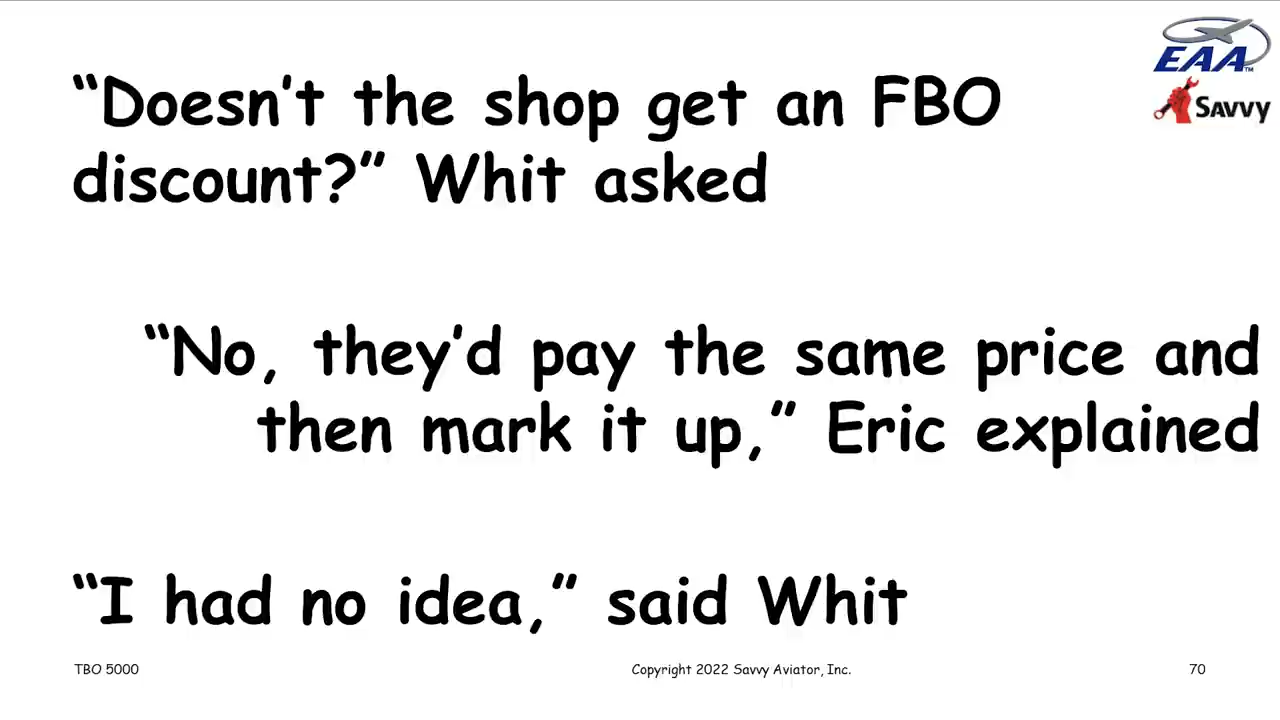 EAA™
Savvy
“Doesn’t the shop get an FBO
discount?” Whit asked
“No, they’d pay the same price and
then mark it up,” Eric explained
“I had no idea,” said Whit
TBO 5000
Copyright 2022 Savvy Aviator, Inc.
70